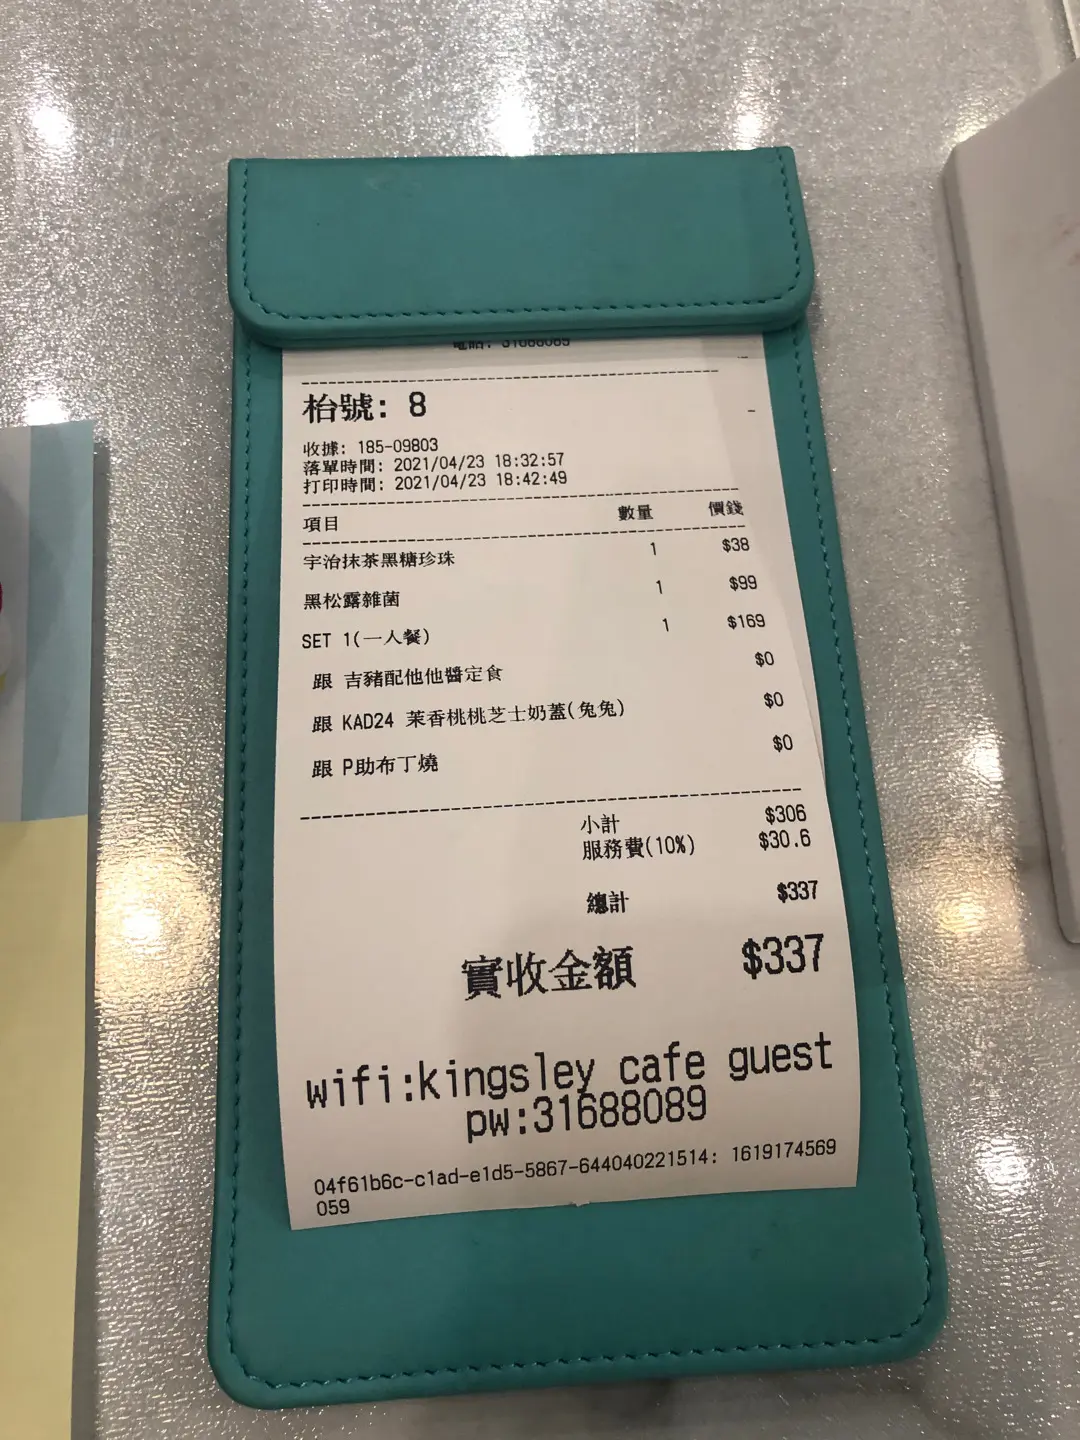 電話: 31688089
枱號: 8
收據: 185-09803
落單時間: 2021/04/23 18:32:57
打印時間: 2021/04/23 18:42:49
項目 數量 價錢
宇治抹茶黑糖珍珠 1 $38
黑松露雜菌 1 $99
SET 1(一人餐) 1 $169
跟 吉豬配他他醬定食 $0
跟 KAD24 茉香桃桃芝士奶蓋(兔兔) $0
跟 P助布丁燒 $0
小計 $306
服務費(10%) $30.6
總計 $337
實收金額 $337
wifi:kingsley cafe guest
pw:31688089
04f61b6c-c1ad-e1d5-5867-644040221514: 1619174569
059